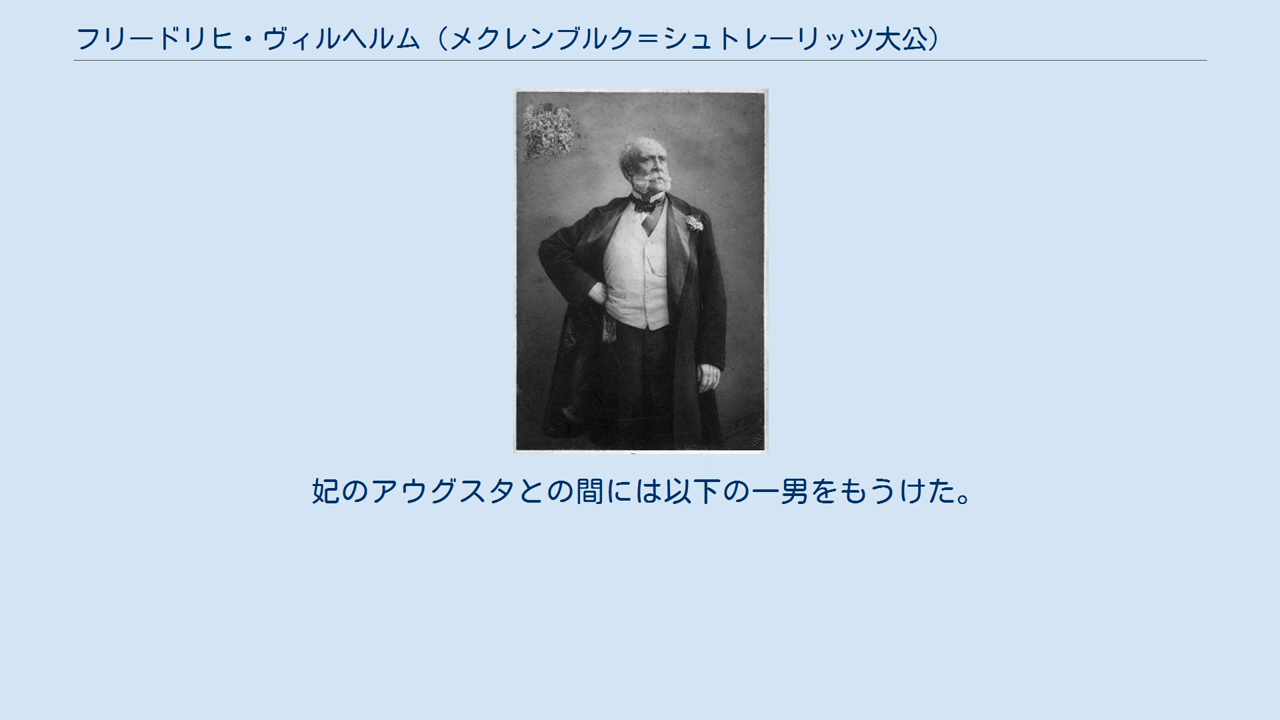 フリードリヒ・ヴィルヘルム（メクレンブルク＝シュトレーリッツ大公）
妃のアウグスタとの間には以下の一男をもうけた。